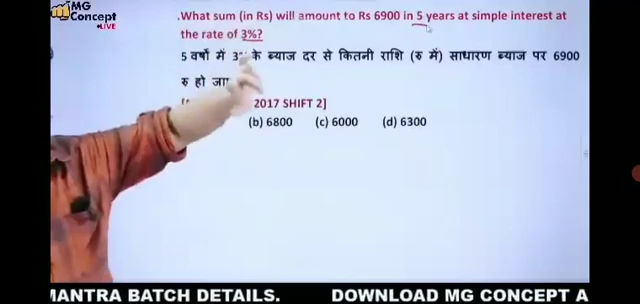 MG
Concept
LIVE
.What sum (in Rs) will amount to Rs 6900 in 5 years at simple interest at
the rate of 3%?
5 वर्षों में 3% के ब्याज दर से कितनी राशि (रु में) साधारण ब्याज पर 6900
रु हो
2017 SHIFT 2]
(b) 6800 (c) 6000 (d) 6300
MANTRA BATCH DETAILS. DOWNLOAD MG CONCEPT A